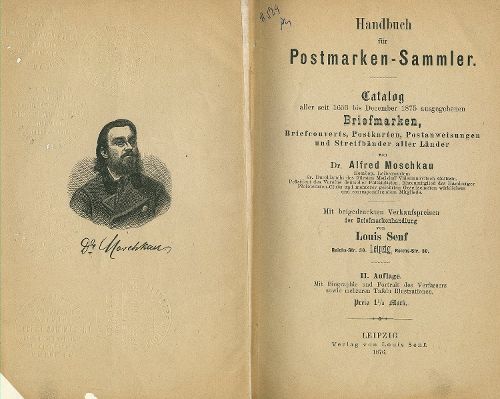 Dr. Moschkau
Handbuch
für
Postmarken-Sammler.
Catalog
aller seit 1653 bis December 1875 ausgegebenen
Briefmarken,
Briefcouverts, Postkarten, Postanweisungen
und Streifbänder aller Länder
von
Dr. Alfred Moschkau
Mit beigedruckten Verkaufspreisen
der Briefmarkenhandlung
von
Louis Senf
Leipzig,
II. Auflage.
Mit Biographie und Portrait des Verfassers
sowie mehreren Tafeln Illustrationen.
Preis 1½ Mark.
LEIPZIG
Verlag von Louis Senf.
1876.